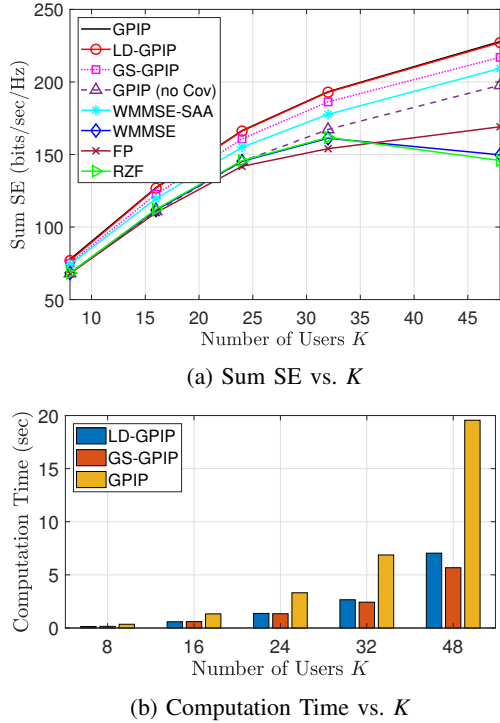 250
200
150
100
50
Sum SE (bits/sec/Hz)
GPIP
LD-GPIP
GS-GPIP
GPIP (no Cov)
WMMSE-SAA
WMMSE
FP
RZF
10 15 20 25 30 35 40 45
Number of Users K
(a) Sum SE vs. K
20
15
10
5
0
Computation Time (sec)
LD-GPIP
GS-GPIP
GPIP
8 16 24 32 48
Number of Users K
(b) Computation Time vs. K